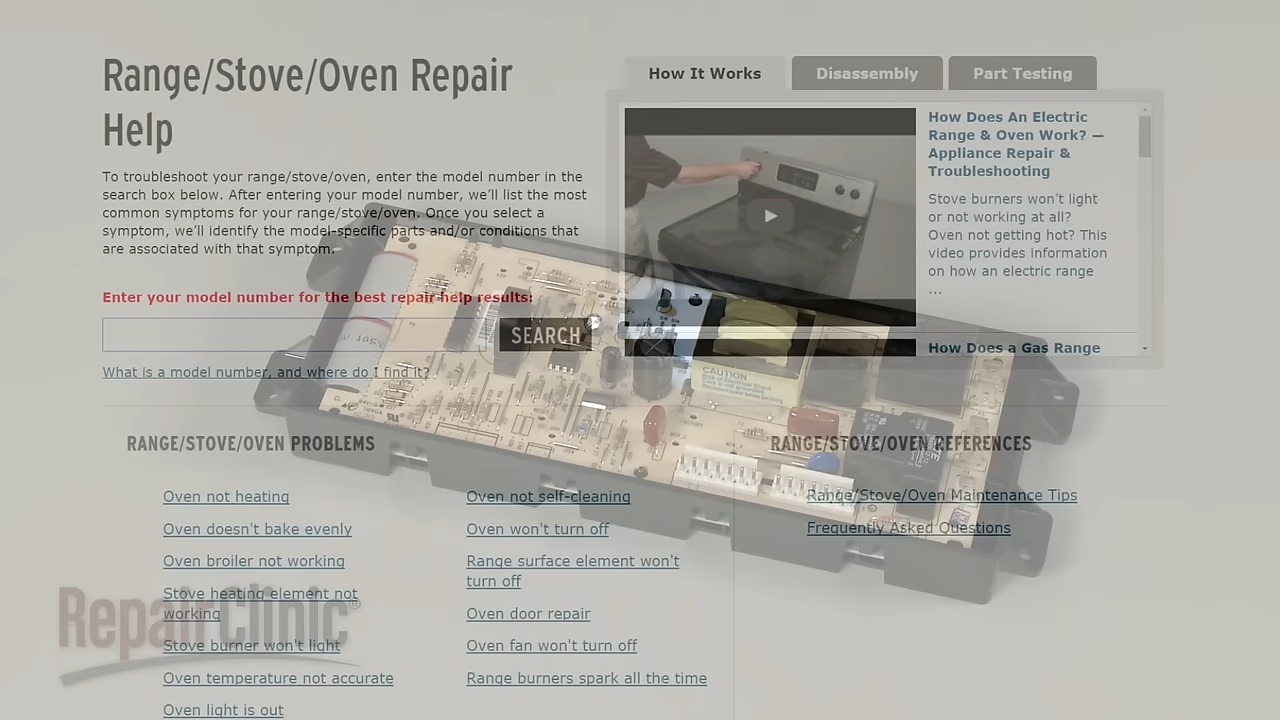 Range/Stove/Oven Repair
Help
To troubleshoot your range/stove/oven, enter the model number in the
search box below. After entering your model number, we'll list the most
common symptoms for your range/stove/oven. Once you select a
symptom, we'll identify the model-specific parts and/or conditions that
are associated with that symptom.
Enter your model number for the best repair help results:
SEARCH
What is a model number, and where do I find it?
How It Works
Disassembly
Part Testing
How Does An Electric
Range & Oven Work? —
Appliance Repair &
Troubleshooting
Stove burners won't light
or not working at all?
Oven not getting hot? This
video provides information
on how an electric range
...
How Does a Gas Range
105°
CAUTION
RANGE/STOVE/OVEN PROBLEMS
Oven not heating
Oven doesn't bake evenly
Oven broiler not working
Stove heating element not
working
Stove burner won't light
Oven temperature not accurate
Oven light is out
Oven not self-cleaning
Oven won't turn off
Range surface element won't
turn off
Oven door repair
Oven fan won't turn off
Range burners spark all the time
RANGE/STOVE/OVEN REFERENCES
Range/Stove/Oven Maintenance Tips
Frequently Asked Questions
RepairClinic®